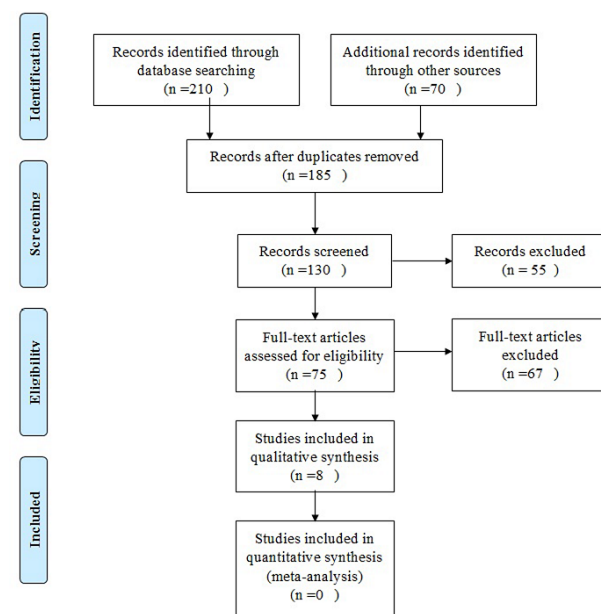 Identification
Records identified through
database searching
(n =210   )
Additional records identified
through other sources
(n =70   )
Records after duplicates removed
(n =185   )
Screening
Records screened
(n =130   )
Records excluded
(n = 55   )
Eligibility
Full-text articles
assessed for eligibility
(n =75   )
Full-text articles
excluded
(n =67   )
Studies included in
qualitative synthesis
(n =8   )
Included
Studies included in
quantitative synthesis
(meta-analysis)
(n =0   )